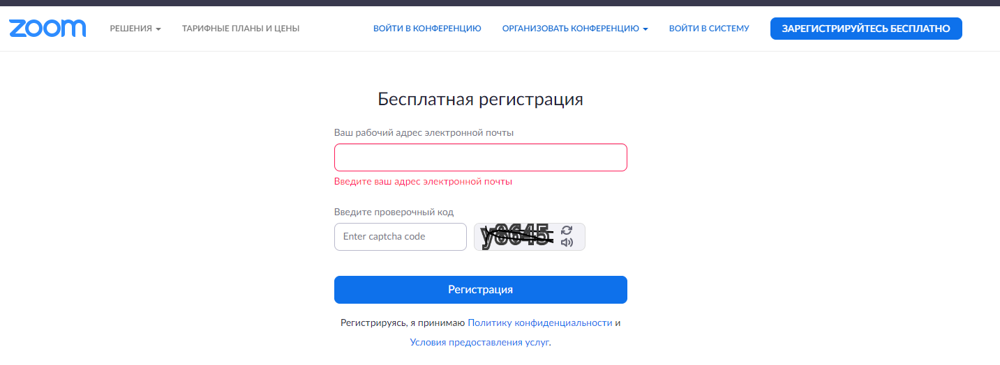 zoom РЕШЕНИЯ ТАРИФНЫЕ ПЛАНЫ И ЦЕНЫ ВОЙТИ В КОНФЕРЕНЦИЮ ОРГАНИЗОВАТЬ КОНФЕРЕНЦИЮ ВОЙТИ В СИСТЕМУ ЗАРЕГИСТРИРУЙТЕСЬ БЕСПЛАТНО
Бесплатная регистрация
Ваш рабочий адрес электронной почты
Введите ваш адрес электронной почты
Введите проверочный код
Enter captcha code
Регистрация
Регистрируясь, я принимаю Политику конфиденциальности и
Условия предоставления услуг.